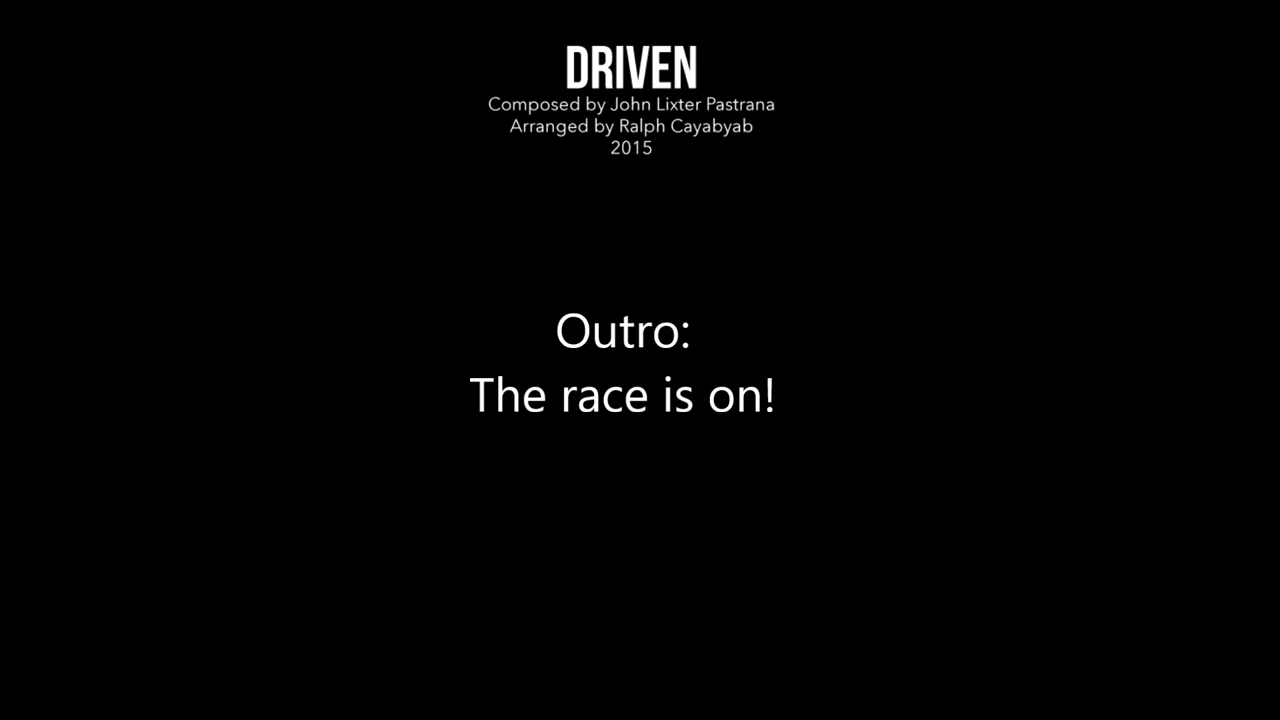 DRIVEN
Composed by John Lixter Pastrana
Arranged by Ralph Cayabyab
2015
Outro:
The race is on!